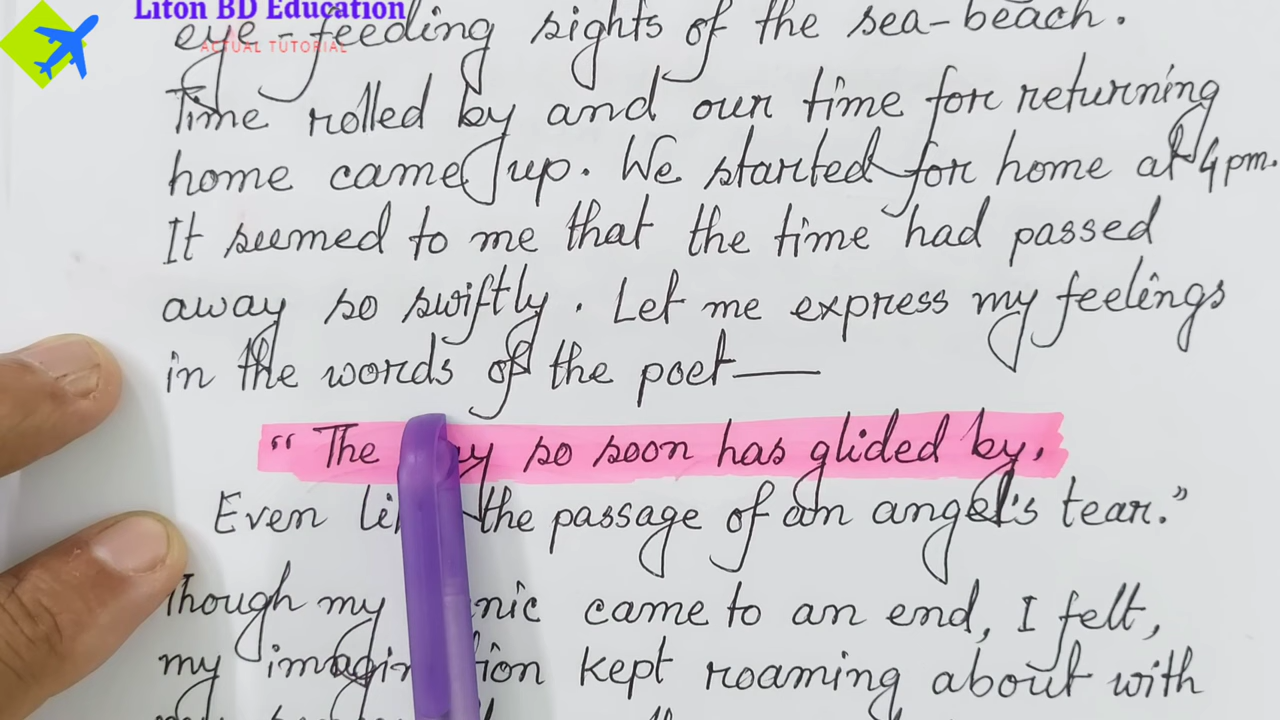 Liton BD Education
ACTUAL TUTORIAL
eye-feeding sights of the sea-beach.
Time rolled by and our time for returning
home came up. We started for home at 4 pm.
It seemed to me that the time had passed
away so swiftly. Let me express my feelings
in the words of the poet—
"The so soon has glided by,
Even the passage of an angel's tear."
Though my came to an end, I felt,
my kept roaming about with